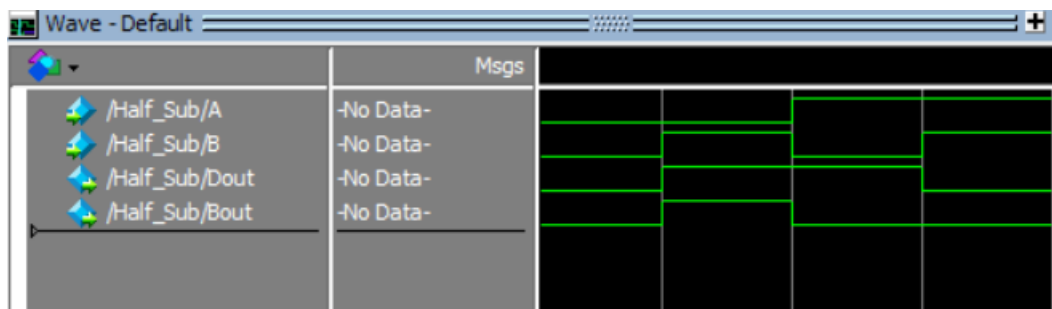 Wave - Default
Msgs
/Half_Sub/A -No Data-
/Half_Sub/B -No Data-
/Half_Sub/Dout -No Data-
/Half_Sub/Bout -No Data-